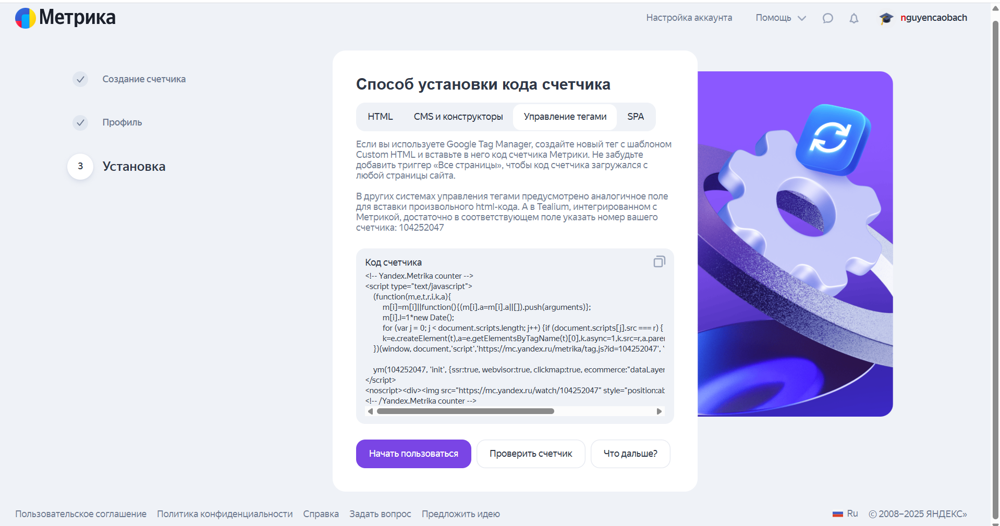 Метрика
Настройка аккаунта
Помощь
nguyencaobach
Создание счетчика
Профиль
3
Установка
Способ установки кода счетчика
HTML
CMS и конструкторы
Управление тегами
SPA
Если вы используете Google Tag Manager, создайте новый тег с шаблоном
Custom HTML и вставьте в него код счетчика Метрики. Не забудьте
добавить триггер «Все страницы», чтобы код счетчика загружался с
любой страницы сайта.
В других системах управления тегами предусмотрено аналогичное поле
для вставки произвольного html-кода. А в Tealium, интегрированном с
Метрикой, достаточно в соответствующем поле указать номер вашего
счетчика: 104252047
Код счетчика
<!-- Yandex.Metrika counter -->
<script type="text/javascript">
(function(m,e,t,r,i,k,a){
m[i]=m[i]||function(){(m[i].a=m[i].a||[]).push(arguments)};
m[i].l=1*new Date();
for (var j = 0; j < document.scripts.length; j++) {if (document.scripts[j].src === r) {
k=e.createElement(t),a=e.getElementsByTagName(t)[0],k.async=1,k.src=r,a.parer
})(window, document,'script','https://mc.yandex.ru/metrika/tag.js?id=104252047', '
ym(104252047, 'init', {ssr:true, webvisor:true, clickmap:true, ecommerce:"dataLayer
</script>
<noscript><div><img src="https://mc.yandex.ru/watch/104252047" style="position:ab
<!-- /Yandex.Metrika counter -->
Начать пользоваться
Проверить счетчик
Что дальше?
Пользовательское соглашение
Политика конфиденциальности
Справка
Задать вопрос
Предложить идею
Ru
© 2008–2025 ЯНДЕКС»